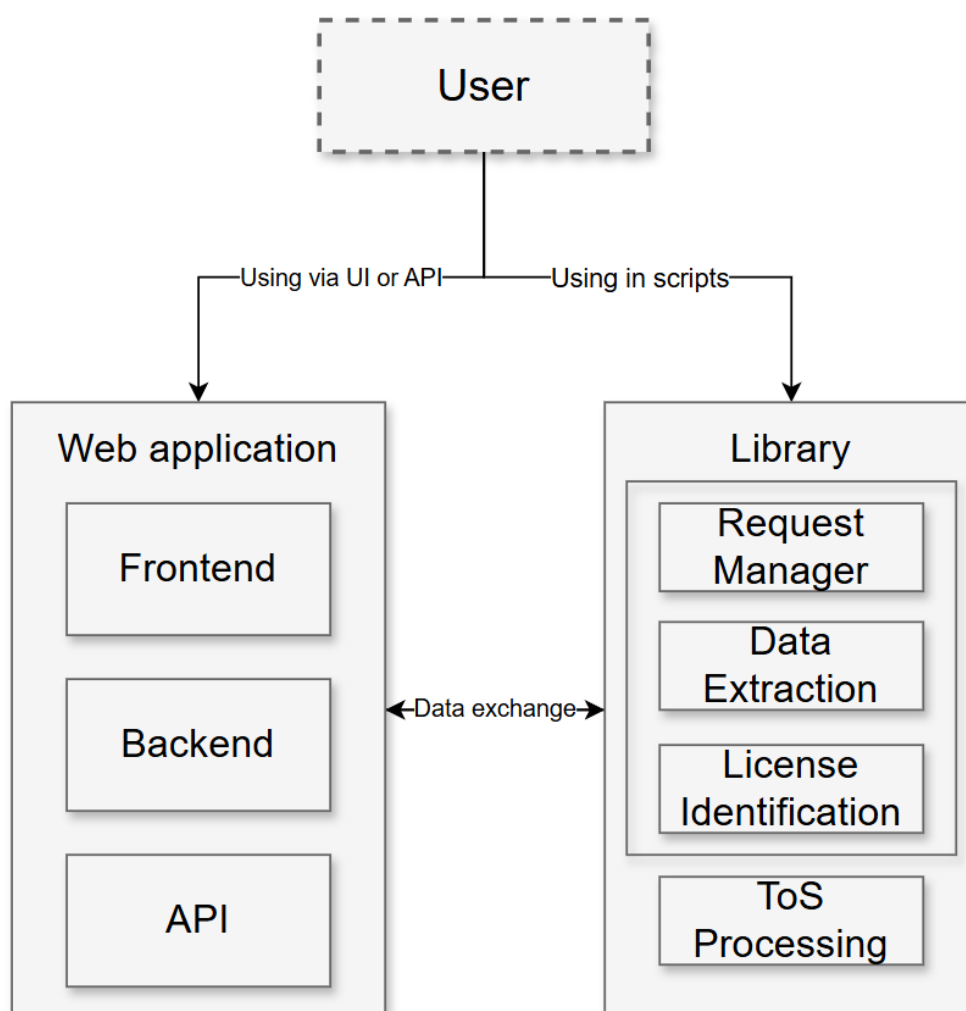 User
Using via UI or API
Using in scripts
Web application
Frontend
Backend
API
Data exchange
Library
Request
Manager
Data
Extraction
License
Identification
ToS
Processing